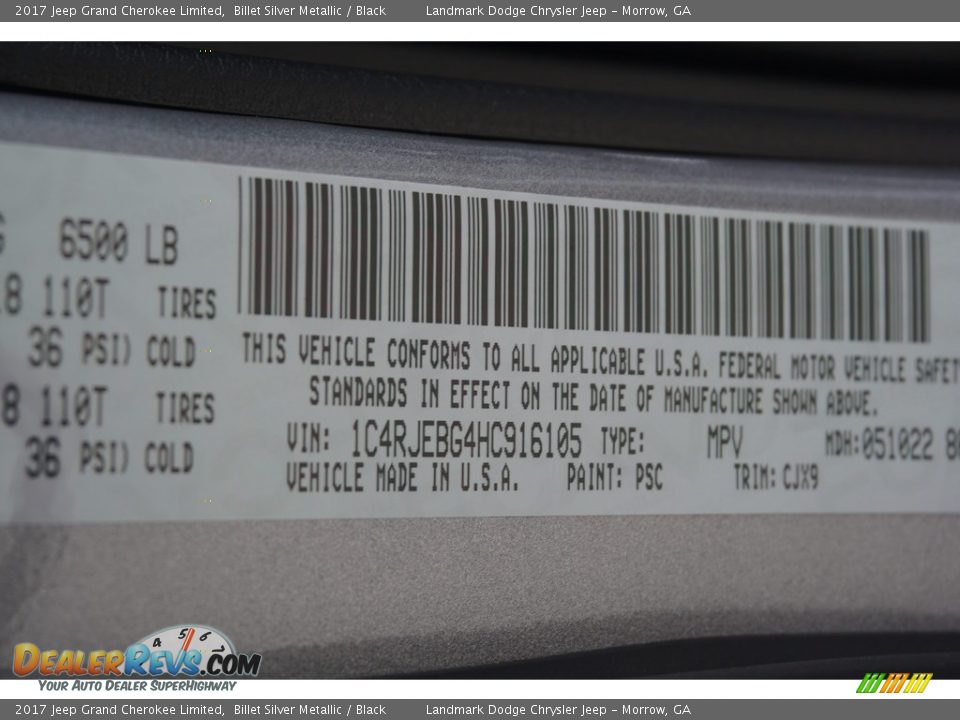 2017 Jeep Grand Cherokee Limited, Billet Silver Metallic / Black Landmark Dodge Chrysler Jeep - Morrow, GA
6500 LB
110T TIRES
36 PSI) COLD
8 110T TIRES
36 PSI) COLD
THIS VEHICLE CONFORMS TO ALL APPLICABLE U.S.A. FEDERAL MOTOR VEHICLE SAFET
STANDARDS IN EFFECT ON THE DATE OF MANUFACTURE SHOWN ABOVE.
VIN: 1C4RJEBG4HC916105 TYPE: MPV MDH:051022
VEHICLE MADE IN U.S.A. PAINT: PSC TRIM: CJX9
4 5 6
DEALERREVS.COM
YOUR AUTO DEALER SUPERHIGHWAY
2017 Jeep Grand Cherokee Limited, Billet Silver Metallic / Black Landmark Dodge Chrysler Jeep - Morrow, GA